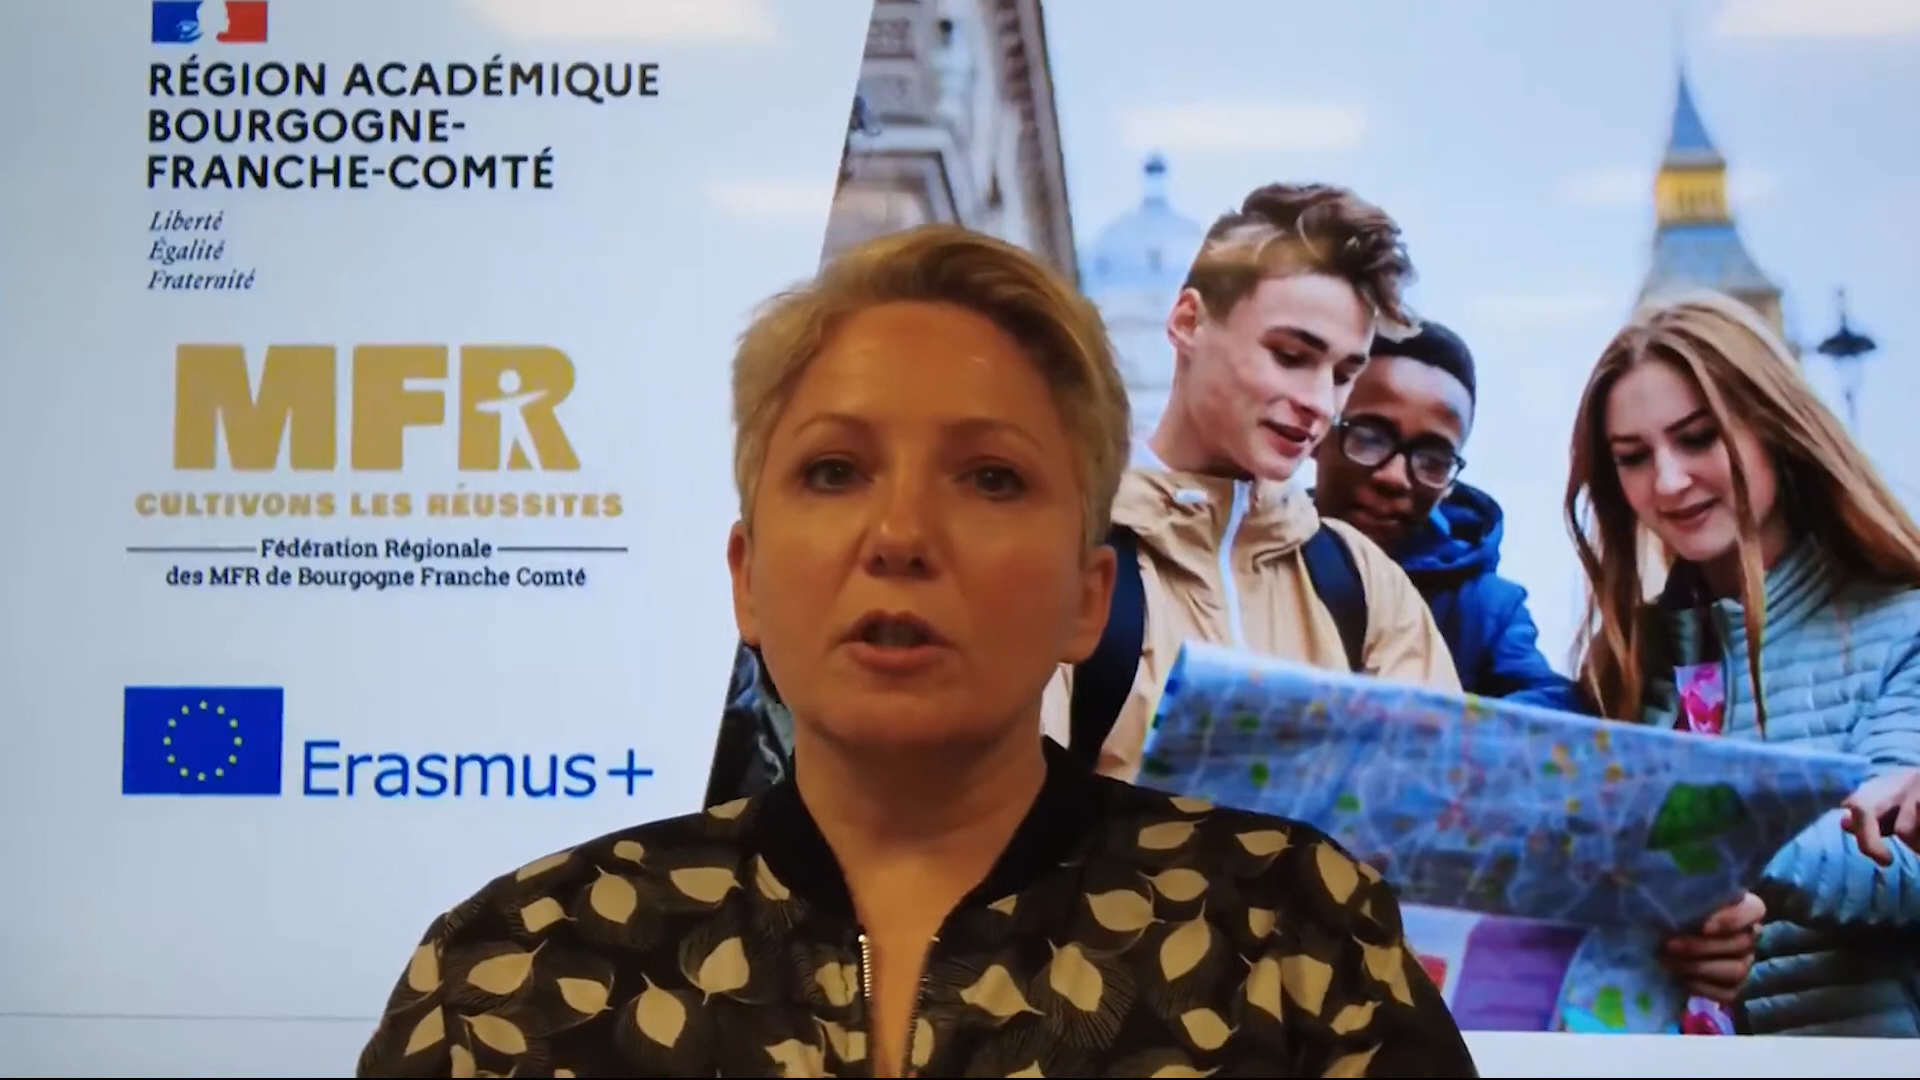 RÉGION ACADÉMIQUE
BOURGOGNE-
FRANCHE-COMTÉ
Liberté
Égalité
Fraternité
MFR
CULTIVONS LES RÉUSSITES
Fédération Régionale
des MFR de Bourgogne Franche Comté
Erasmus+